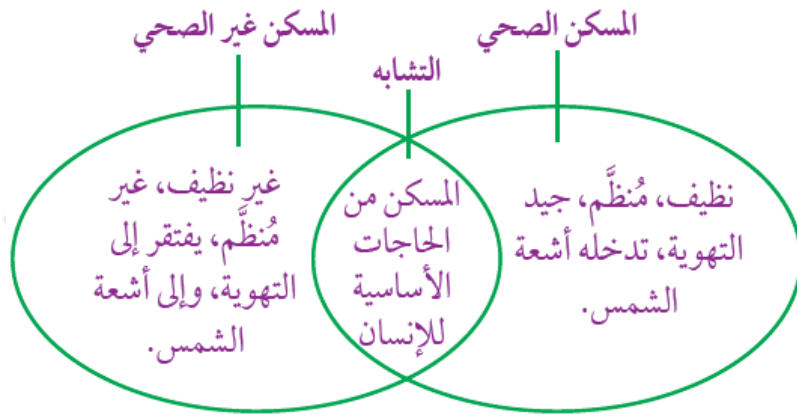 المسكن الصحي
المسكن غير الصحي
التشابه
نظيف، مُنظَّم، جيد
التهوية، تدخله أشعة
الشمس.
المسكن من
الحاجات
الأساسية
للإنسان
غير نظيف، غير
مُنظَّم، يفتقر إلى
التهوية، وإلى أشعة
الشمس.